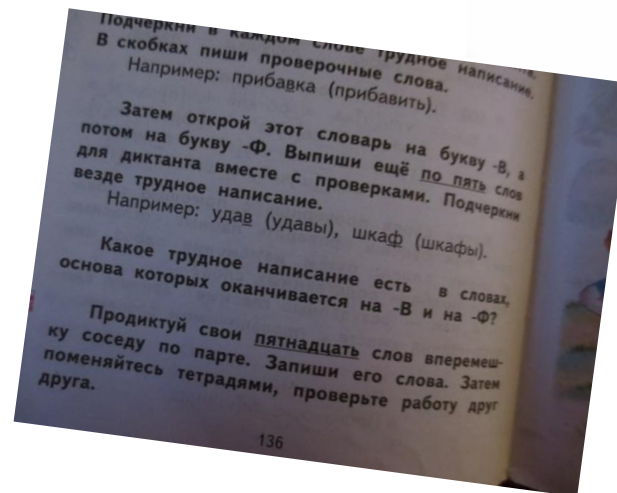 Подчеркни в каждом слове трудное написание.
В скобках пиши проверочные слова.
Например: прибавка (прибавить).
Затем открой этот словарь на букву -В, а
потом на букву -Ф. Выпиши ещё по пять слов
для диктанта вместе с проверками. Подчеркни
везде трудное написание.
Например: удав (удавы), шкаф (шкафы).
Какое трудное написание есть в словах,
основа которых оканчивается на -В и на -Ф?
Продиктуй свои пятнадцать слов вперемеш-
ку соседу по парте. Запиши его слова. Затем
поменяйтесь тетрадями, проверьте работу друг
друга.
136